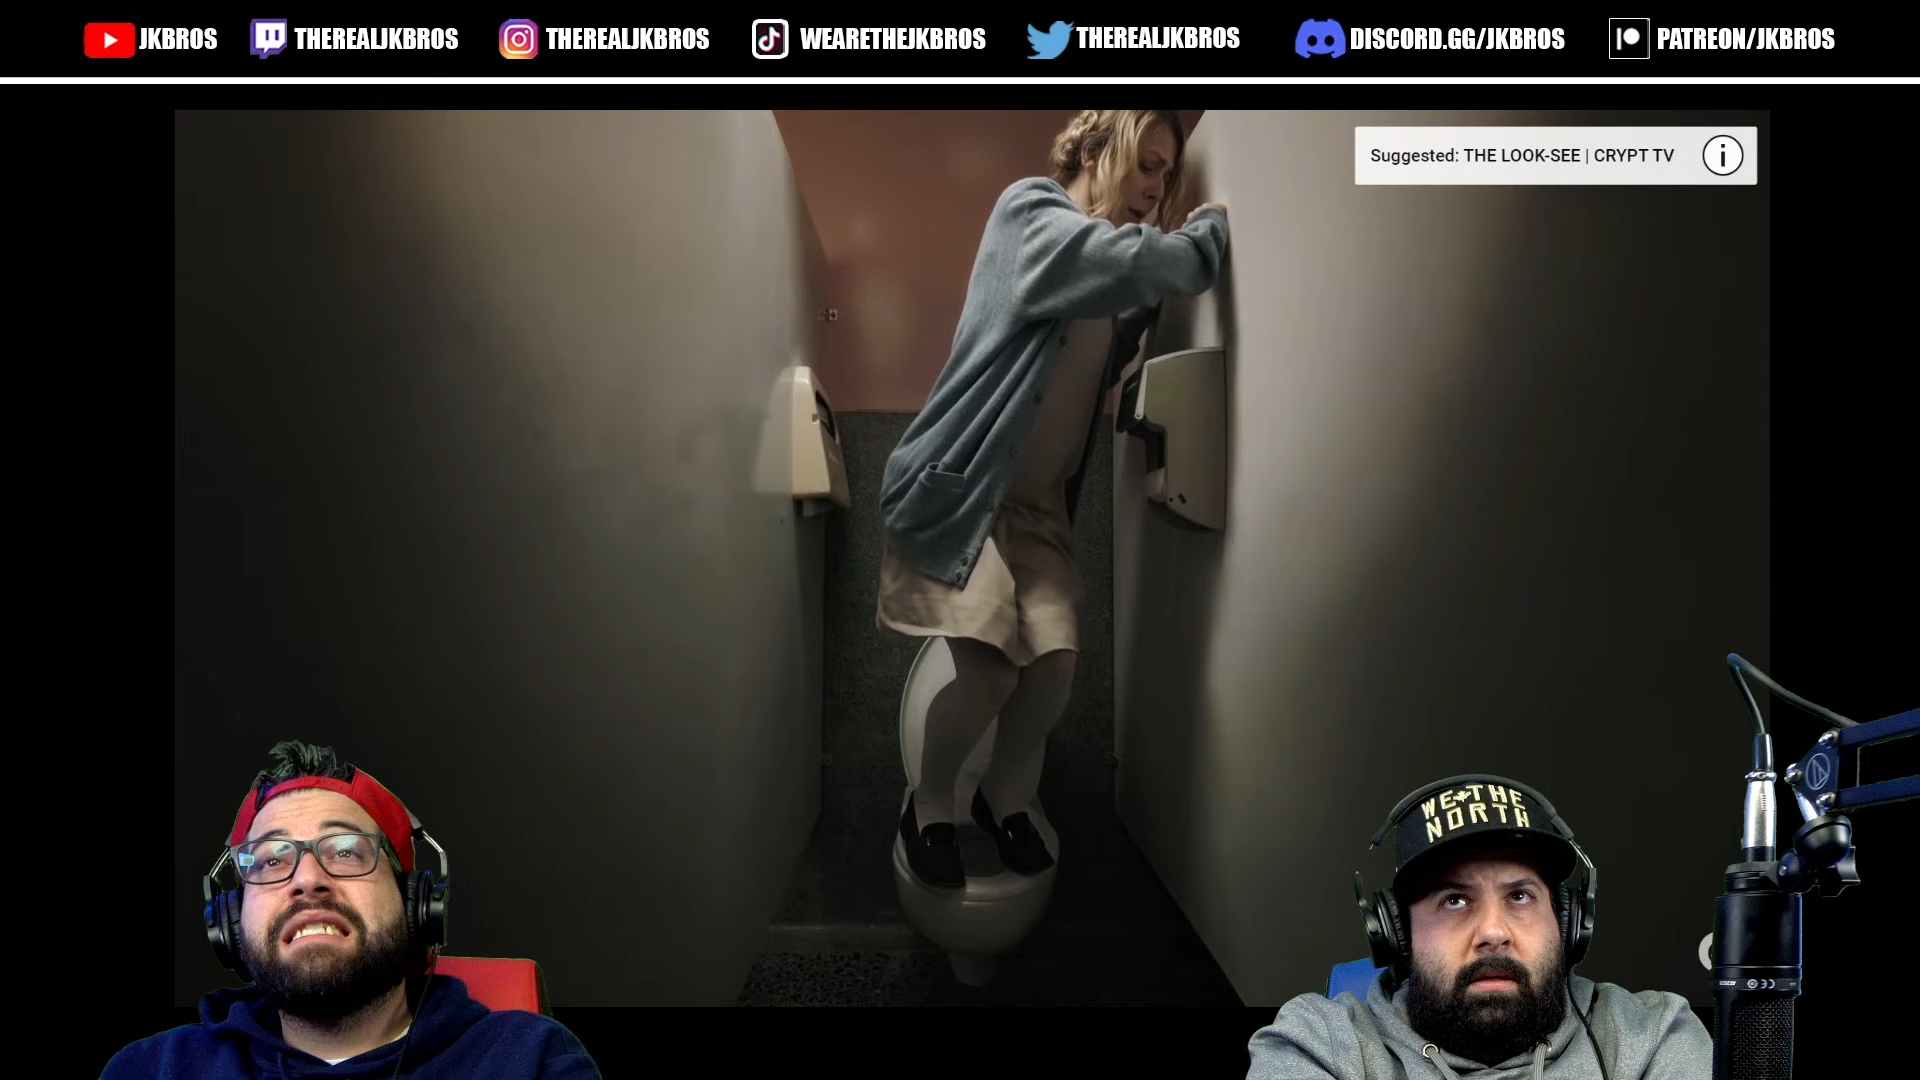 JKBROS THEREALJKBROS THEREALJKBROS WEARETHEJKBROS THEREALJKBROS DISCORD.GG/JKBROS PATREON/JKBROS
Suggested: THE LOOK-SEE | CRYPT TV
WE THE
NORTH